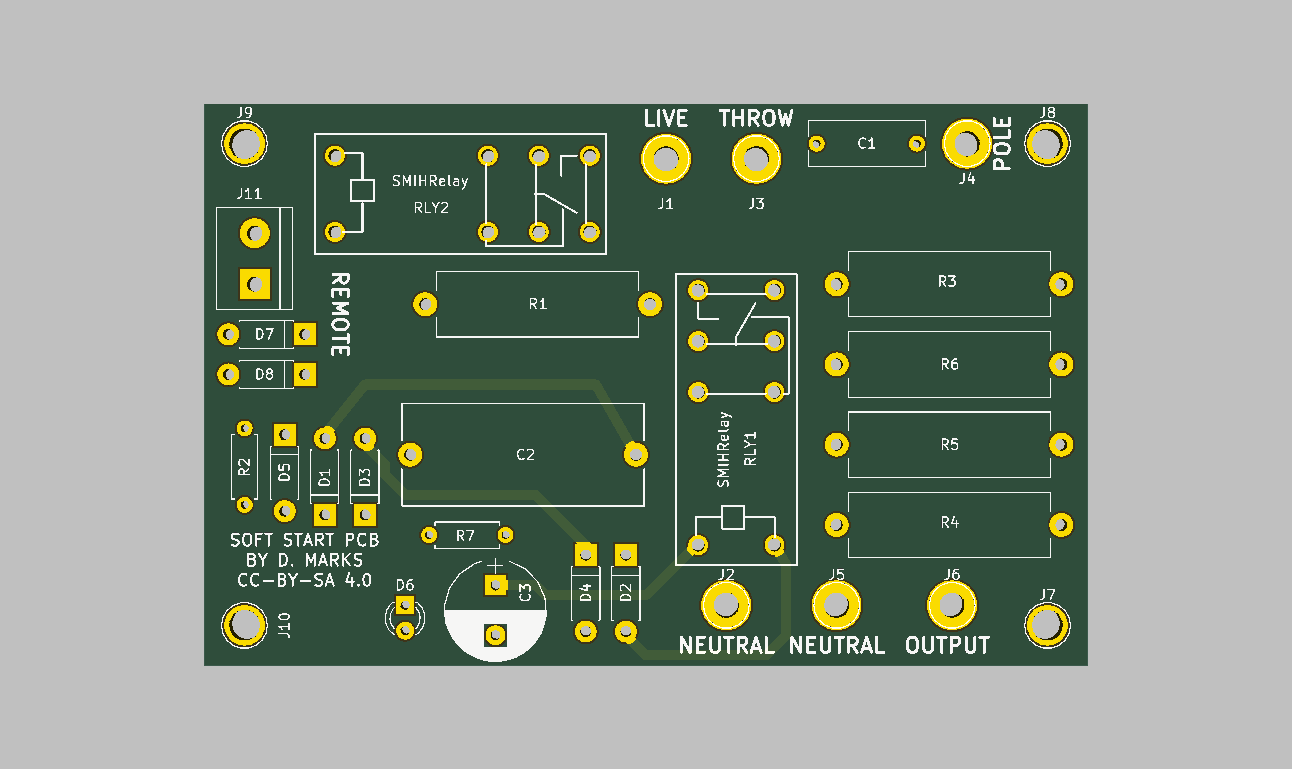 J9
LIVE
THROW
C1
POLE
J8
J4
J1
J3
SMIHRelay
RLY2
J11
REMOTE
R1
R3
D7
D8
R6
R2
D5
D1
D3
C2
SMIHRelay
RLY1
R5
R7
R4
SOFT START PCB
BY D. MARKS
CC-BY-SA 4.0
D6
+
C3
D4
D2
J2
J5
J6
J7
J10
NEUTRAL
NEUTRAL
OUTPUT